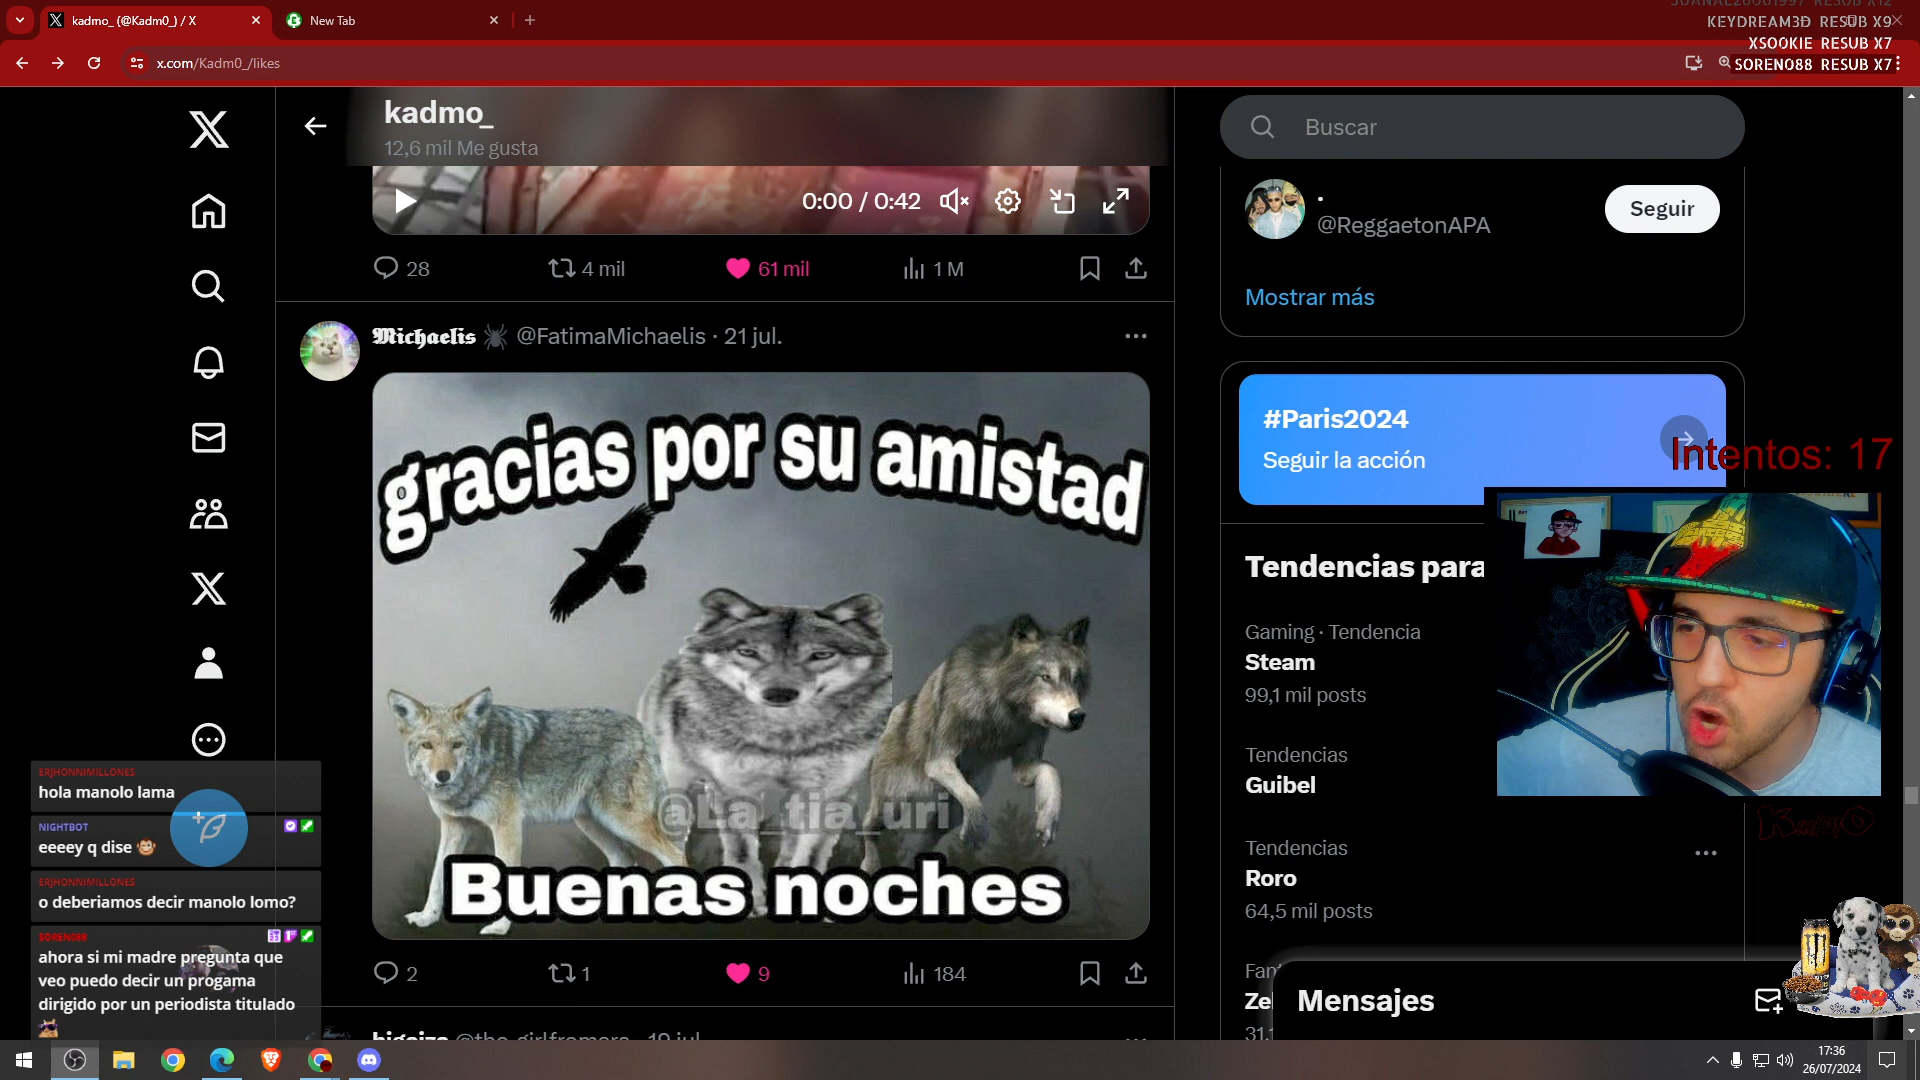 kadmo_ (@Kadm0_) / X
New Tab
KEYDREAM3D RESUB X9
XSOOKIE RESUB X7
SOREN088 RESUB X7
x.com/Kadm0_/likes
kadmo_
12,6 mil Me gusta
0:00 / 0:42
28
4 mil
61 mil
1 M
Michaelis @FatimaMichaelis · 21 jul.
gracias por su amistad
@La_tia_uri
Buenas noches
2
1
9
184
Buscar
.
@ReggaetonAPA
Seguir
Mostrar más
#Paris2024
Seguir la acción
Intentos: 17
Tendencias para
Gaming · Tendencia
Steam
99,1 mil posts
Tendencias
Guibel
Tendencias
Roro
64,5 mil posts
KadmO
Mensajes
ERJHONNIMILLONES
hola manolo lama
NIGHTBOT
eeeey q dise
ERJHONNIMILLONES
o deberiamos decir manolo lomo?
SOREN088
ahora si mi madre pregunta que
veo puedo decir un progama
dirigido por un periodista titulado
17:36
26/07/2024